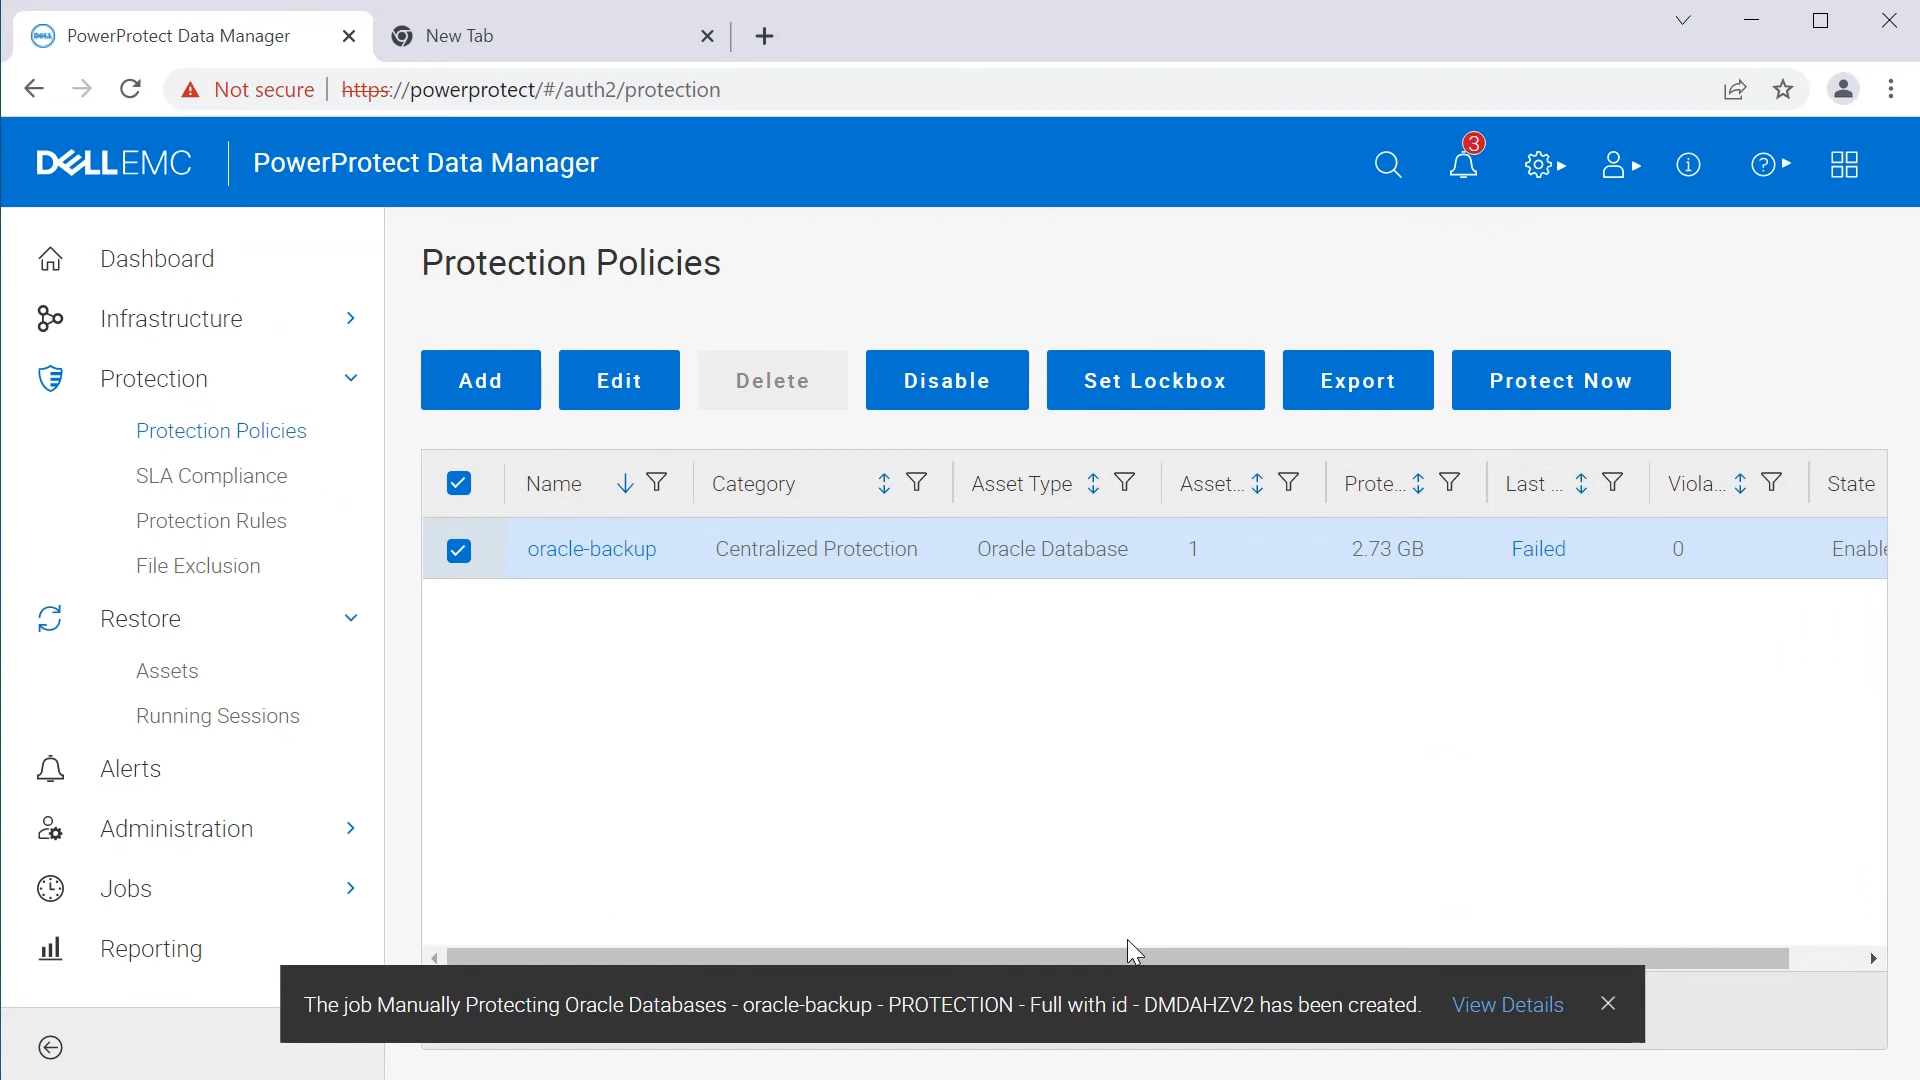 PowerProtect Data Manager
New Tab
Not secure https://powerprotect/#/auth2/protection
DELLEMC PowerProtect Data Manager
3
Dashboard
Infrastructure
Protection
Protection Policies
SLA Compliance
Protection Rules
File Exclusion
Restore
Assets
Running Sessions
Alerts
Administration
Jobs
Reporting
Protection Policies
Add Edit Delete Disable Set Lockbox Export Protect Now
Name Category Asset Type Asset... Prote... Last ... Viola... State
oracle-backup Centralized Protection Oracle Database 1 2.73 GB Failed 0 Enable
The job Manually Protecting Oracle Databases - oracle-backup - PROTECTION - Full with id - DMDAHZV2 has been created. View Details